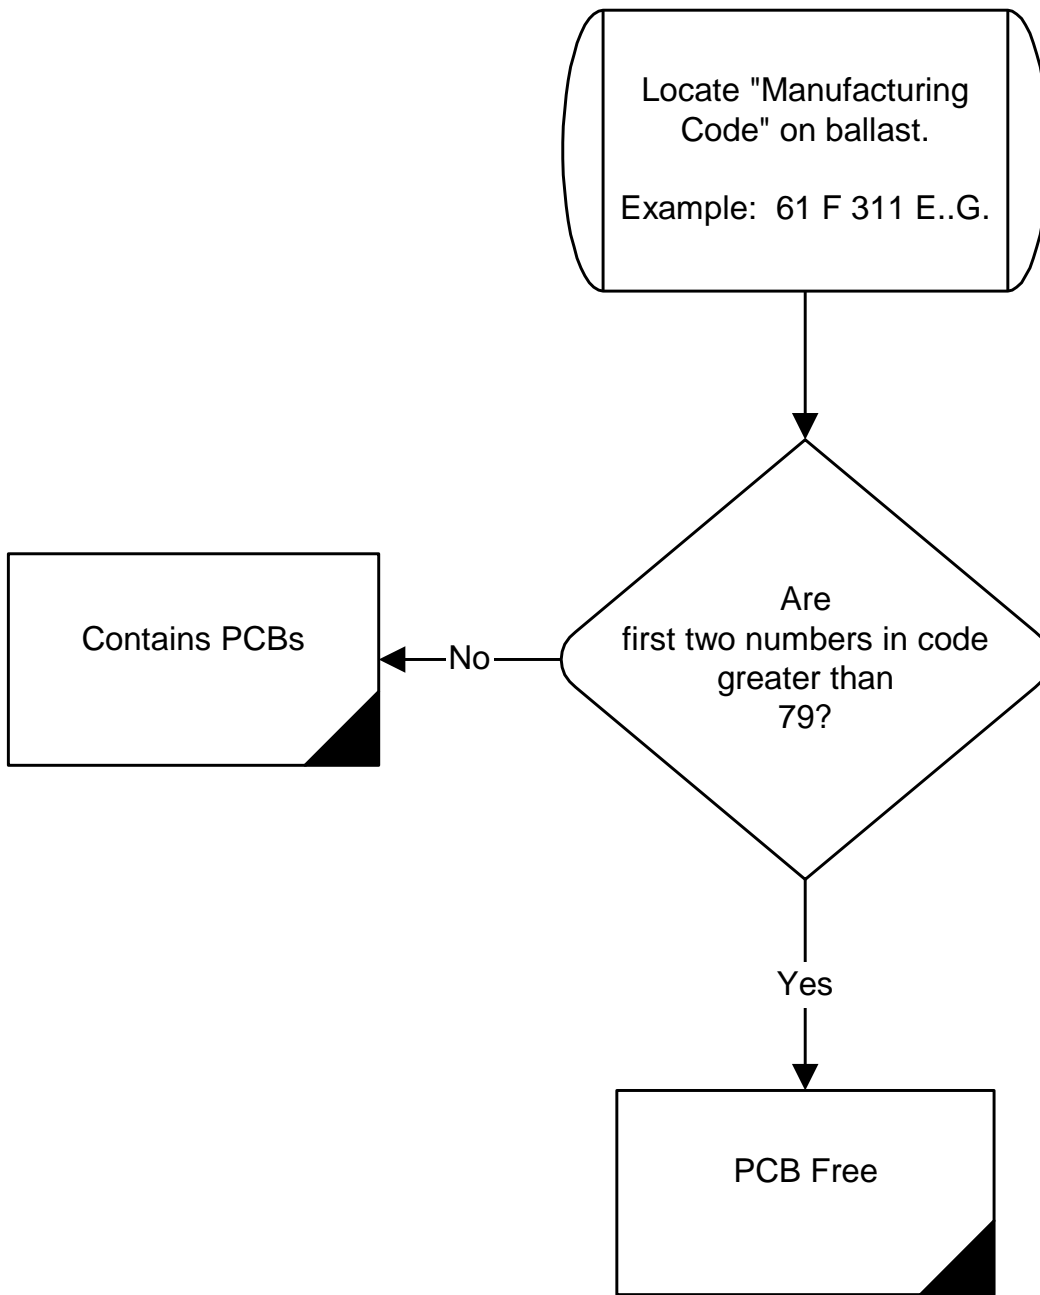 Locate "Manufacturing
Code" on ballast.
Example:  61 F 311 E..G.
Are
first two numbers in code
greater than
79?
Contains PCBs
No
Yes
PCB Free